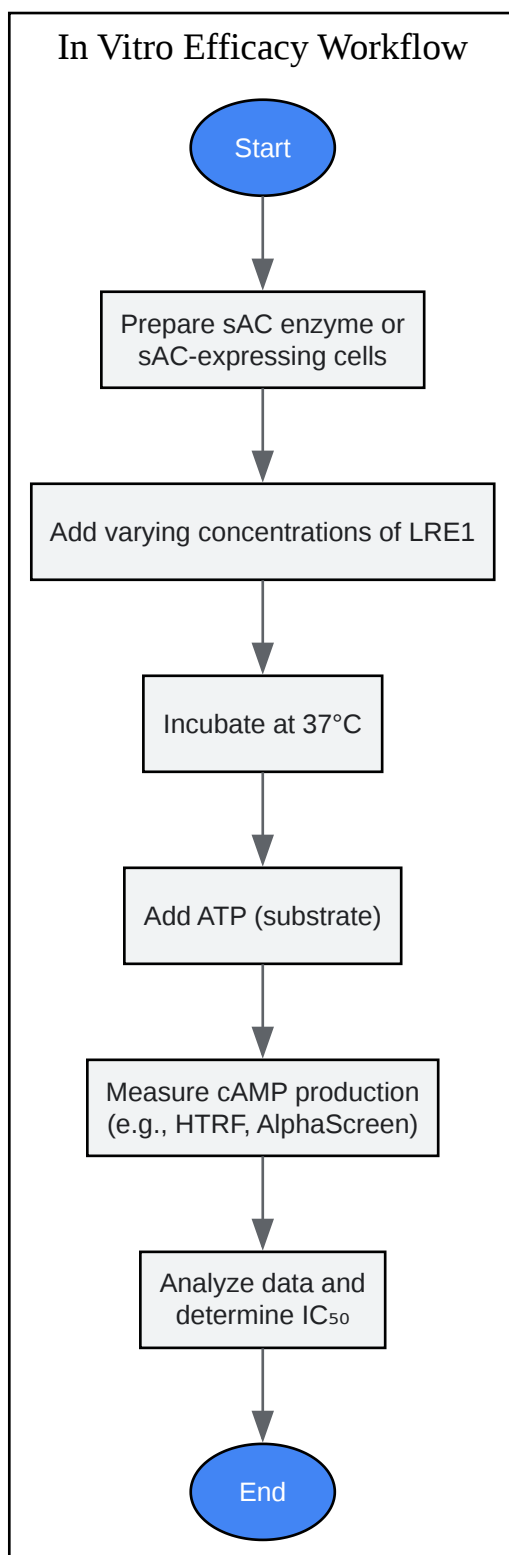 In Vitro Efficacy Workflow
Start
Prepare sAC enzyme or
sAC-expressing cells
Add varying concentrations of LRE1
Incubate at 37°C
Add ATP (substrate)
Measure cAMP production
(e.g., HTRF, AlphaScreen)
Analyze data and
determine IC₅₀
End